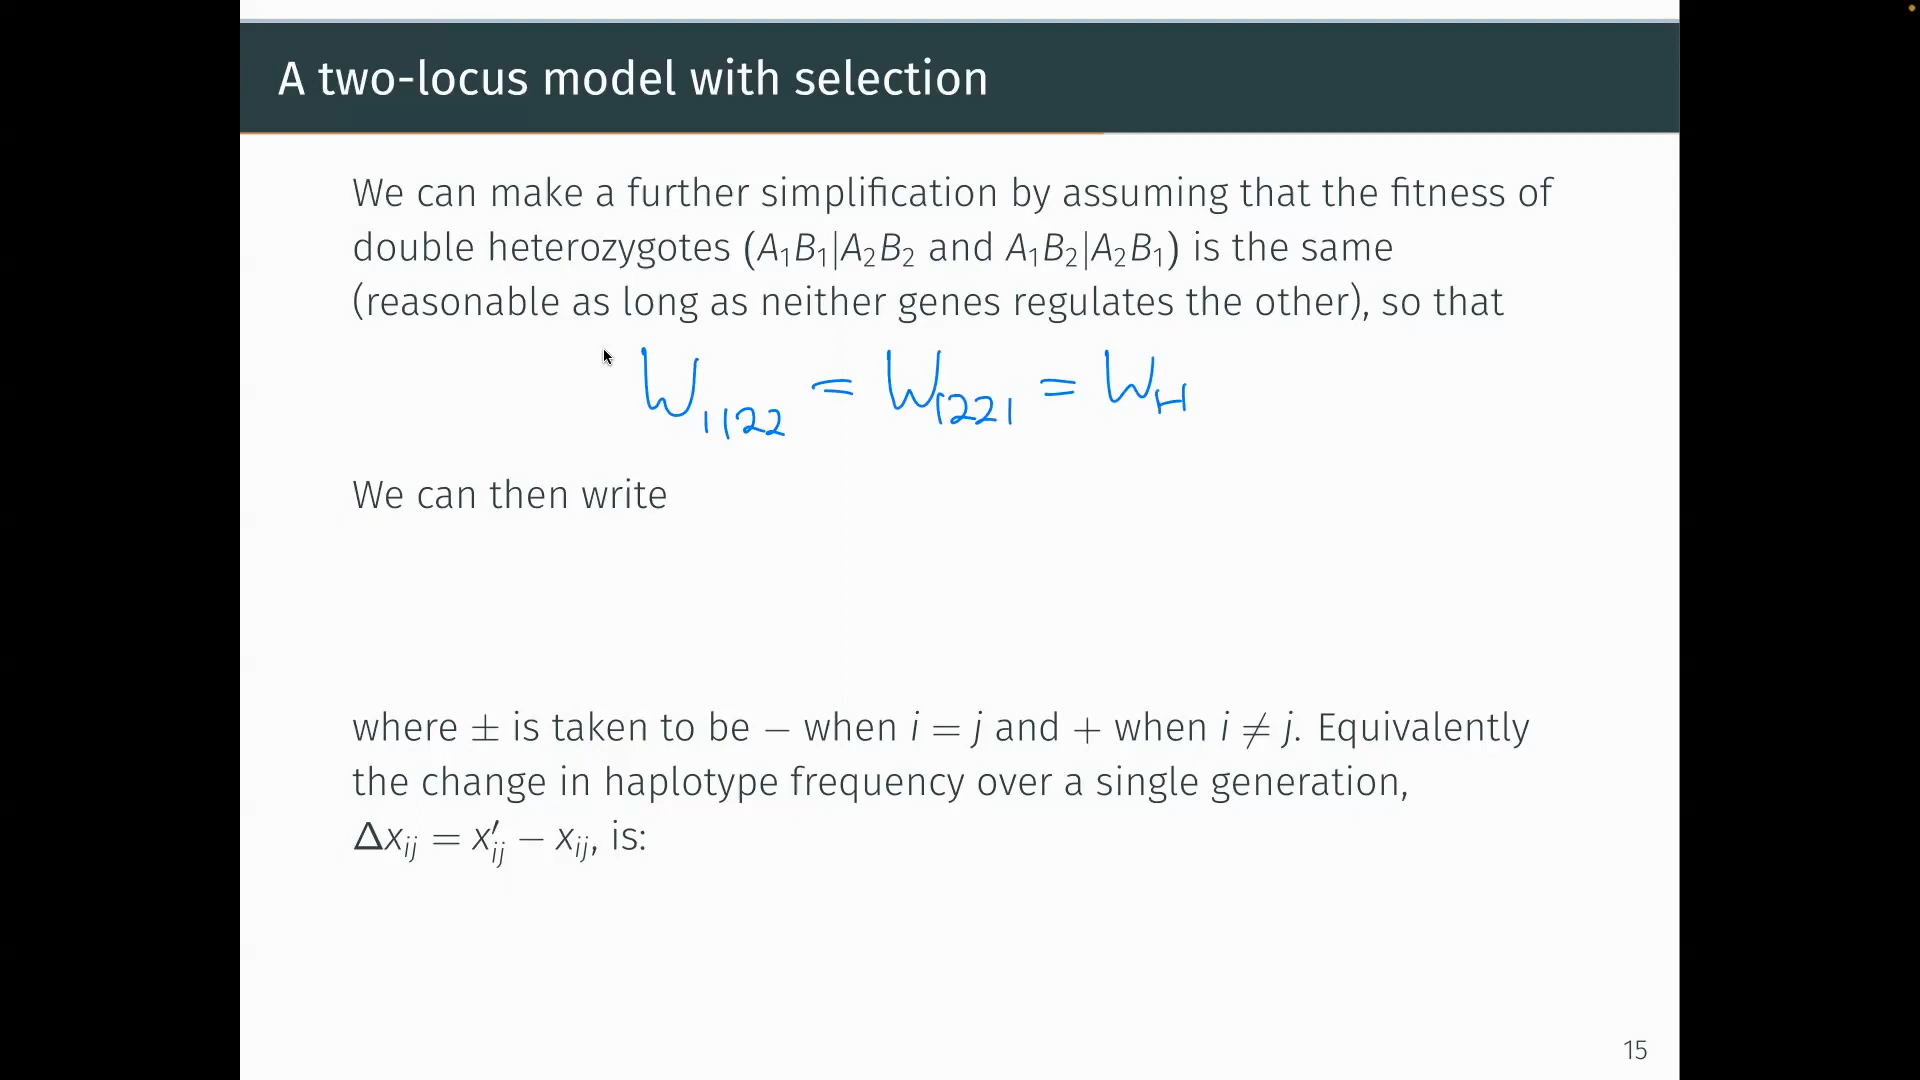 A two-locus model with selection
We can make a further simplification by assuming that the fitness of
double heterozygotes (A₁B₁|A₂B₂ and A₁B₂|A₂B₁) is the same
(reasonable as long as neither genes regulates the other), so that
W₁₁₂₂ = W₁₂₂₁ = W_H
We can then write
where ± is taken to be − when i = j and + when i ≠ j. Equivalently
the change in haplotype frequency over a single generation,
Δx_ij = x′_ij − x_ij, is:
15